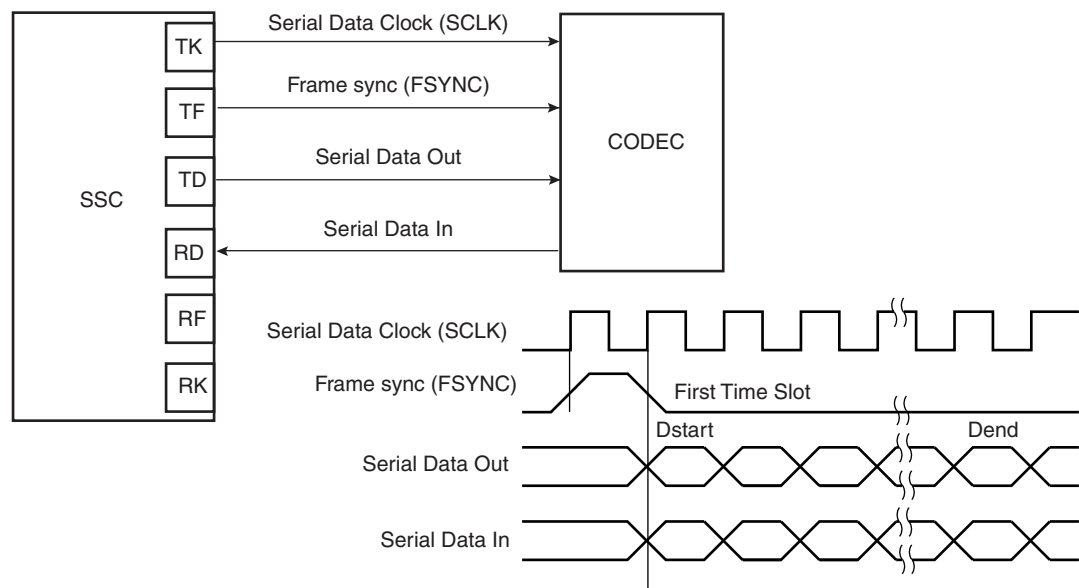 SSC
TK
TF
TD
RD
RF
RK
Serial Data Clock (SCLK)
Frame sync (FSYNC)
Serial Data Out
Serial Data In
CODEC
Serial Data Clock (SCLK)
Frame sync (FSYNC)
First Time Slot
Dstart
Dend
Serial Data Out
Serial Data In